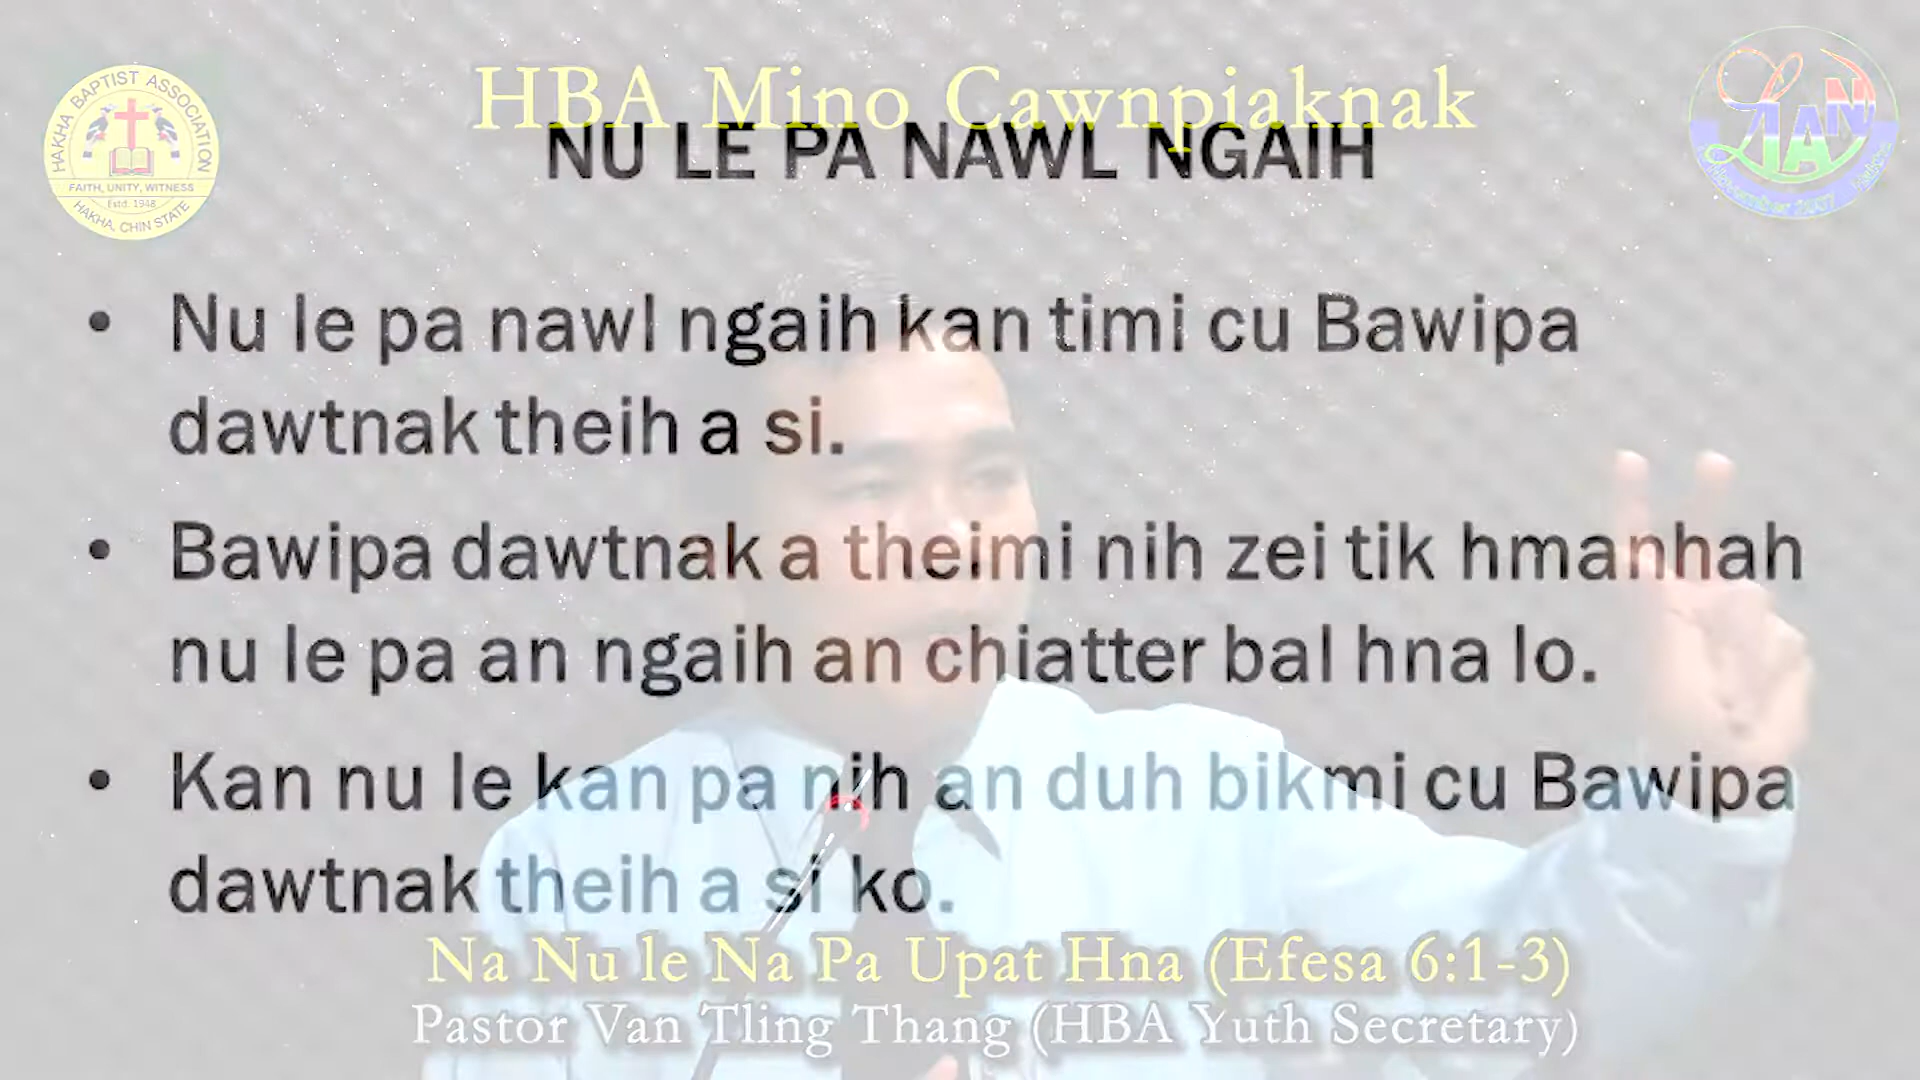 HAKHA BAPTIST ASSOCIATION
FAITH, UNITY, WITNESS
Estd. 1948
HAKHA, CHIN STATE
HBA Mino Cawnpiaknak
LIAN
NU LE PA NAWL NGAIH
• Nu le pa nawl ngaih kan timi cu Bawipa
dawtnak theih a si.
• Bawipa dawtnak a theimi nih zei tik hmanhah
nu le pa an ngaih an chiatter bal hna lo.
• Kan nu le kan pa nih an duh bikmi cu Bawipa
dawtnak theih a si ko.
Na Nu le Na Pa Upat Hna (Efesa 6:1-3)
Pastor Van Tling Thang (HBA Yuth Secretary)